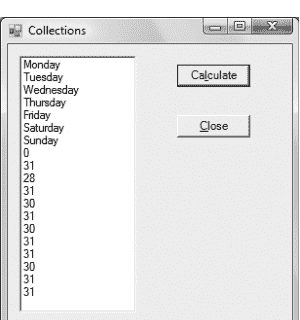 Collections
Monday
Tuesday
Wednesday
Thursday
Friday
Saturday
Sunday
0
31
28
31
30
31
30
31
31
30
31
31
Calculate
Close